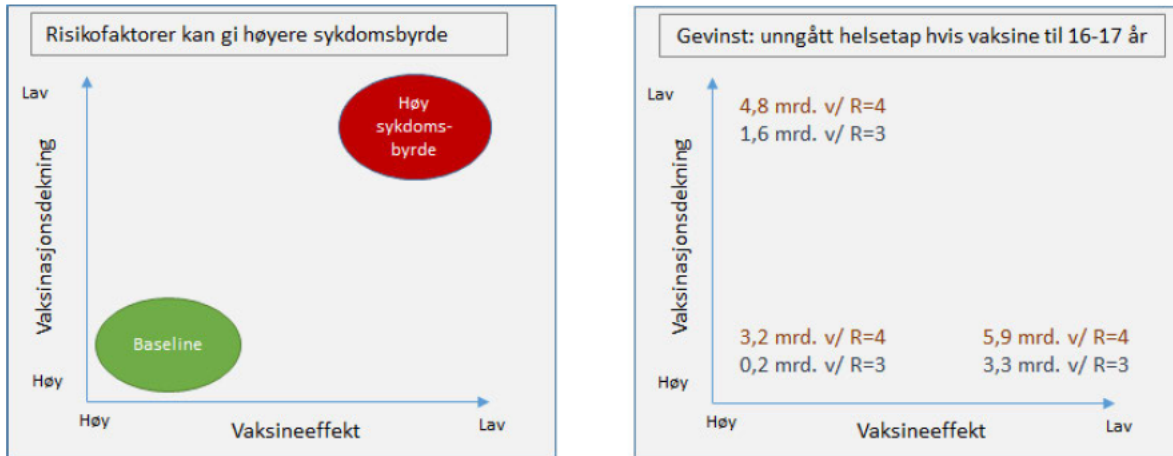 Risikofaktorer kan gi høyere sykdomsbyrde
Lav
Høy
sykdoms-
byrde
Vaksinasjonsdekning
Baseline
Høy
Høy
Vaksineeffekt
Lav
Gevinst: unngått helsetap hvis vaksine til 16-17 år
Lav
4,8 mrd. v/ R=4
1,6 mrd. v/ R=3
Vaksinasjonsdekning
3,2 mrd. v/ R=4
0,2 mrd. v/ R=3
5,9 mrd. v/ R=4
3,3 mrd. v/ R=3
Høy
Høy
Vaksineeffekt
Lav